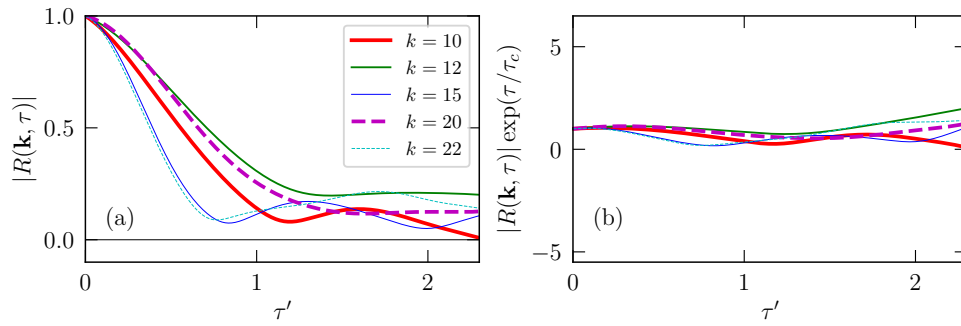 |R(k, τ)|
1.0
0.5
0.0
k = 10
k = 12
k = 15
k = 20
k = 22
(a)
0
1
2
τ′
|R(k, τ)| exp(τ/τc)
5
0
−5
(b)
0
1
2
τ′